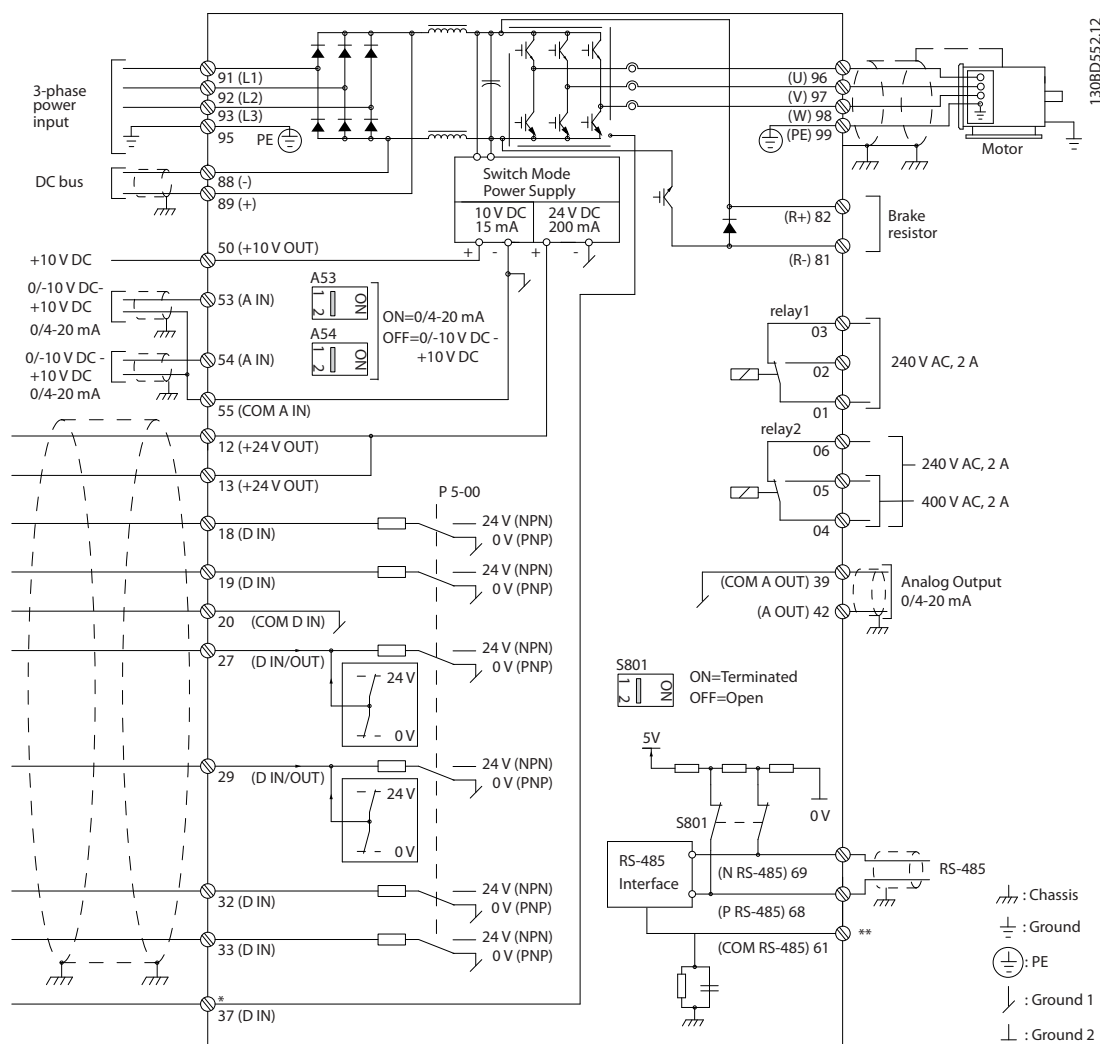 130BD552.12
3-phase
power
input
91 (L1)
92 (L2)
93 (L3)
95
PE
DC bus
88 (-)
89 (+)
Switch Mode
Power Supply
10 V DC
15 mA
24 V DC
200 mA
+
-
+
-
(U) 96
(V) 97
(W) 98
(PE) 99
Motor
(R+) 82
(R-) 81
Brake
resistor
+10 V DC
50 (+10 V OUT)
0/-10 V DC-
+10 V DC
0/4-20 mA
53 (A IN)
0/-10 V DC -
+10 V DC
0/4-20 mA
54 (A IN)
55 (COM A IN)
A53
1 2
ON
A54
1 2
ON
ON=0/4-20 mA
OFF=0/-10 V DC -
+10 V DC
relay1
03
02
01
240 V AC, 2 A
relay2
06
05
04
240 V AC, 2 A
400 V AC, 2 A
12 (+24 V OUT)
13 (+24 V OUT)
P 5-00
18 (D IN)
24 V (NPN)
0 V (PNP)
19 (D IN)
24 V (NPN)
0 V (PNP)
20 (COM D IN)
27 (D IN/OUT)
24 V (NPN)
0 V (PNP)
24 V
0 V
29 (D IN/OUT)
24 V (NPN)
0 V (PNP)
24 V
0 V
32 (D IN)
24 V (NPN)
0 V (PNP)
33 (D IN)
24 V (NPN)
0 V (PNP)
*
37 (D IN)
(COM A OUT) 39
(A OUT) 42
Analog Output
0/4-20 mA
S801
1 2
ON
ON=Terminated
OFF=Open
5V
0 V
S801
RS-485
Interface
(N RS-485) 69
(P RS-485) 68
(COM RS-485) 61
RS-485
**
: Chassis
: Ground
: PE
: Ground 1
: Ground 2